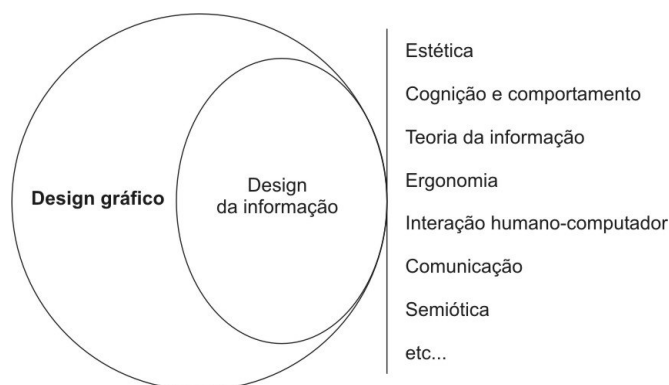 Design gráfico
Design
da informação
Estética
Cognição e comportamento
Teoria da informação
Ergonomia
Interação humano-computador
Comunicação
Semiótica
etc...